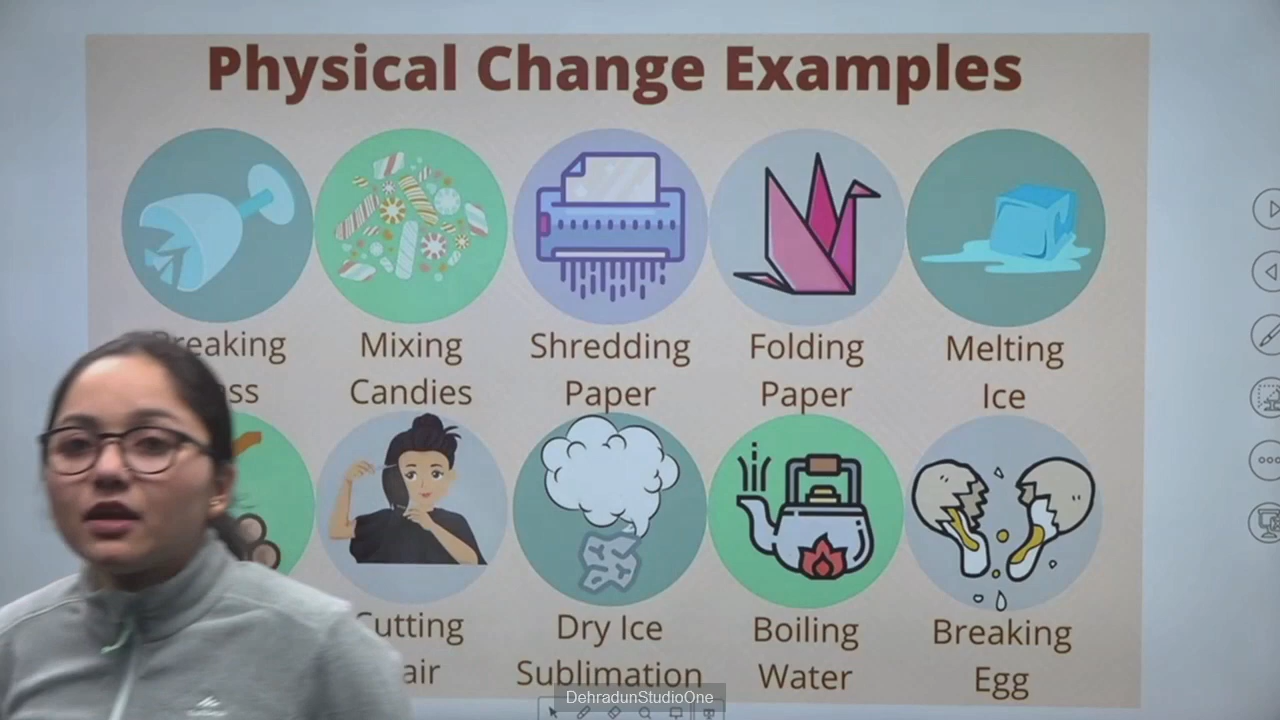 Physical Change Examples
Breaking Mixing Shredding Folding Melting
Candies Paper Paper Ice
Cutting Dry Ice Boiling Breaking
Sublimation Water Egg
DehradunStudioOne